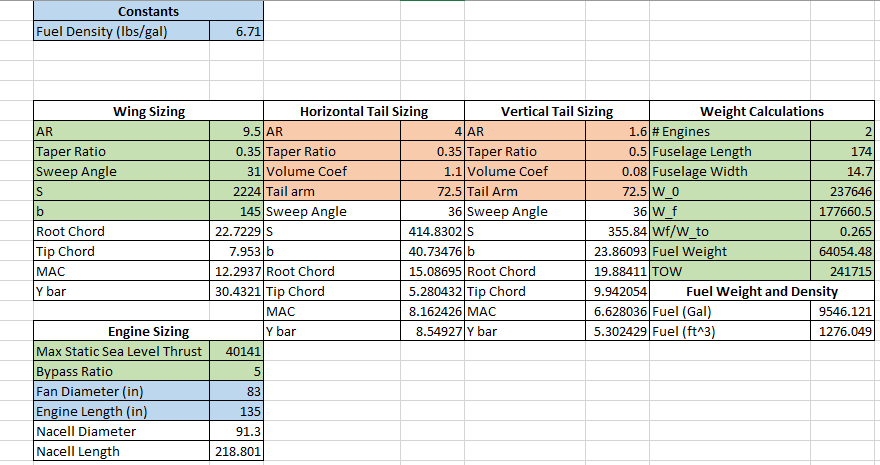 Constants
Fuel Density (lbs/gal) 6.71
Wing Sizing Horizontal Tail Sizing Vertical Tail Sizing Weight Calculations
AR 9.5 AR 4 AR 1.6 # Engines 2
Taper Ratio 0.35 Taper Ratio 0.35 Taper Ratio 0.5 Fuselage Length 174
Sweep Angle 31 Volume Coef 1.1 Volume Coef 0.08 Fuselage Width 14.7
S 2224 Tail arm 72.5 Tail Arm 72.5 W_0 237646
b 145 Sweep Angle 36 Sweep Angle 36 W_f 177660.5
Root Chord 22.7229 S 414.8302 S 355.84 Wf/W_to 0.265
Tip Chord 7.953 b 40.73476 b 23.86093 Fuel Weight 64054.48
MAC 12.2937 Root Chord 15.08695 Root Chord 19.88411 TOW 241715
Y bar 30.4321 Tip Chord 5.280432 Tip Chord 9.942054 Fuel Weight and Density
MAC 8.162426 MAC 6.628036 Fuel (Gal) 9546.121
Engine Sizing Y bar 8.54927 Y bar 5.302429 Fuel (ft^3) 1276.049
Max Static Sea Level Thrust 40141
Bypass Ratio 5
Fan Diameter (in) 83
Engine Length (in) 135
Nacell Diameter 91.3
Nacell Length 218.801